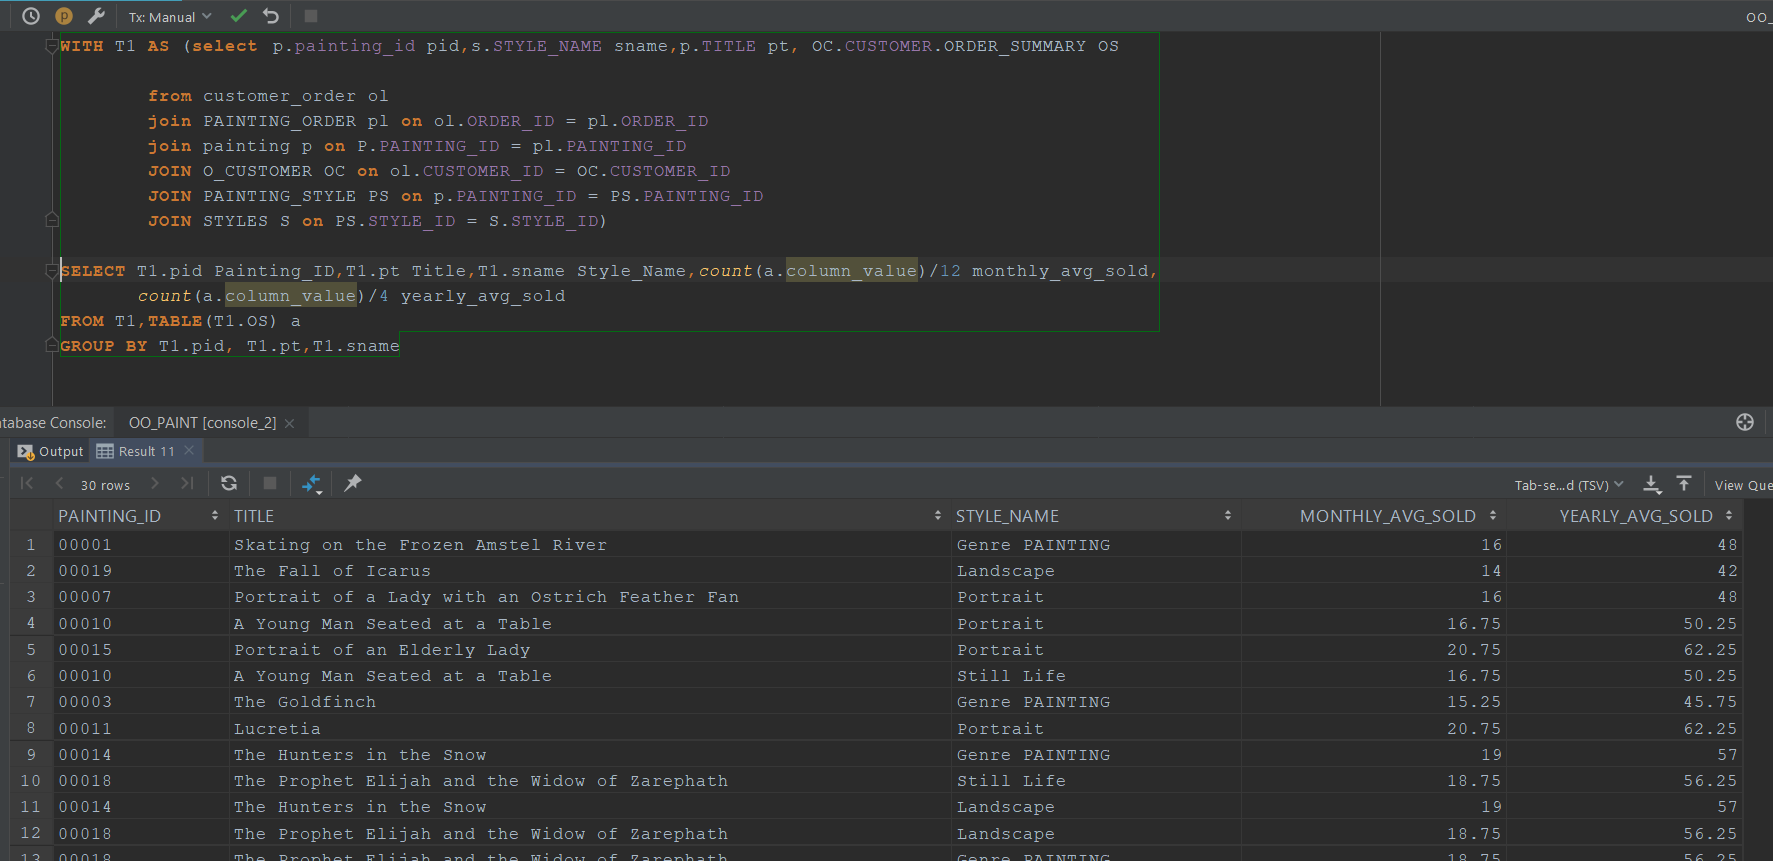 Tx: Manual
OO_
WITH T1 AS (select p.painting_id pid,s.STYLE_NAME sname,p.TITLE pt, OC.CUSTOMER.ORDER_SUMMARY OS
from customer_order ol
join PAINTING_ORDER pl on ol.ORDER_ID = pl.ORDER_ID
join painting p on P.PAINTING_ID = pl.PAINTING_ID
JOIN O_CUSTOMER OC on ol.CUSTOMER_ID = OC.CUSTOMER_ID
JOIN PAINTING_STYLE PS on p.PAINTING_ID = PS.PAINTING_ID
JOIN STYLES S on PS.STYLE_ID = S.STYLE_ID)
SELECT T1.pid Painting_ID,T1.pt Title,T1.sname Style_Name,count(a.column_value)/12 monthly_avg_sold,
count(a.column_value)/4 yearly_avg_sold
FROM T1,TABLE(T1.OS) a
GROUP BY T1.pid, T1.pt,T1.sname
atabase Console: OO_PAINT [console_2]
Output Result 11
30 rows Tab-se...d (TSV) View Que
PAINTING_ID TITLE STYLE_NAME MONTHLY_AVG_SOLD YEARLY_AVG_SOLD
1 00001 Skating on the Frozen Amstel River Genre PAINTING 16 48
2 00019 The Fall of Icarus Landscape 14 42
3 00007 Portrait of a Lady with an Ostrich Feather Fan Portrait 16 48
4 00010 A Young Man Seated at a Table Portrait 16.75 50.25
5 00015 Portrait of an Elderly Lady Portrait 20.75 62.25
6 00010 A Young Man Seated at a Table Still Life 16.75 50.25
7 00003 The Goldfinch Genre PAINTING 15.25 45.75
8 00011 Lucretia Portrait 20.75 62.25
9 00014 The Hunters in the Snow Genre PAINTING 19 57
10 00018 The Prophet Elijah and the Widow of Zarephath Still Life 18.75 56.25
11 00014 The Hunters in the Snow Landscape 19 57
12 00018 The Prophet Elijah and the Widow of Zarephath Landscape 18.75 56.25
13 00018 The Prophet Elijah and the Widow of Zarephath Genre PAINTING 18.75 56.25